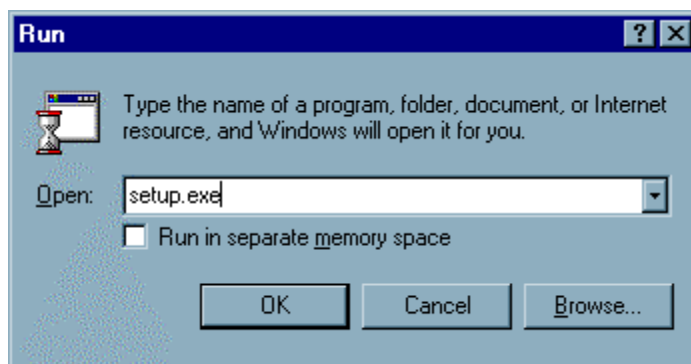 Run
Type the name of a program, folder, document, or Internet
resource, and Windows will open it for you.
Open: setup.exe
Run in separate memory space
OK Cancel Browse...